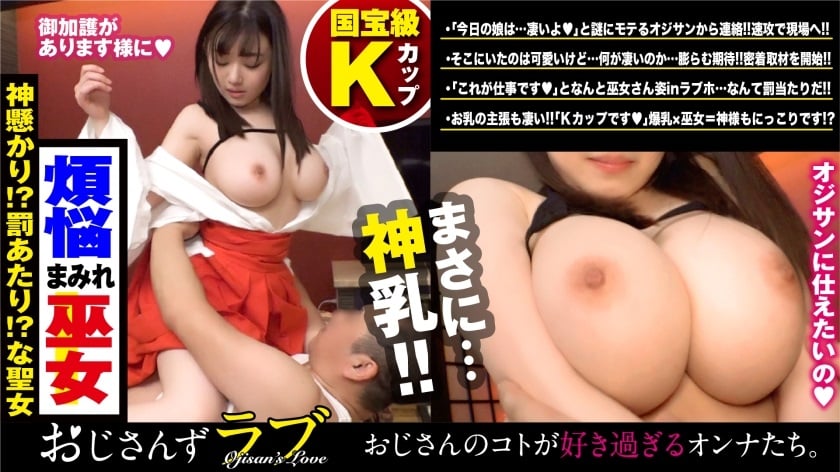 御加護が
あります様に♥
国宝級
Kカップ
・「今日の娘は…凄いよ♥」と謎にモテるオジサンから連絡!!速攻で現場へ!!
・そこにいたのは可愛いけど…何が凄いのか…膨らむ期待!!密着取材を開始!!
・「これが仕事です♥」となんと巫女さん姿inラブホ…なんて罰当たりだ!!
・お乳の主張も凄い!!「Kカップです♥」爆乳×巫女=神様もにっこりです!?
神懸かり!?罰あたり!?な聖女
煩悩まみれ巫女
まさに…
神乳!!
オジサンに仕えたいの♥
おじさんずラブ
Ojisan's Love
おじさんのコトが好き過ぎるオンナたち。